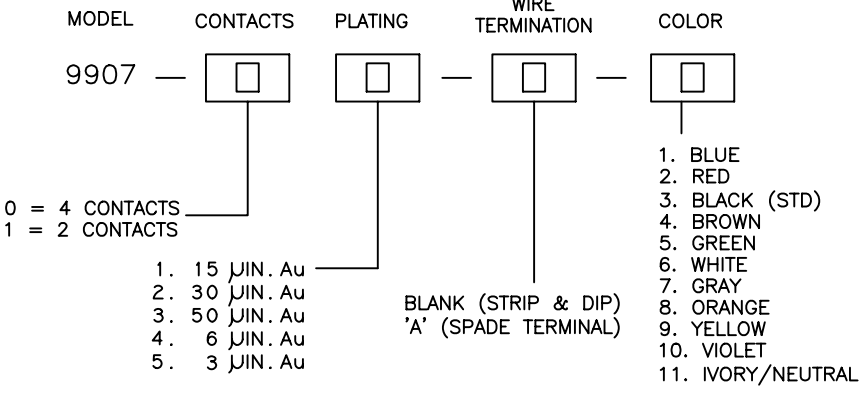 MODEL CONTACTS PLATING WIRE TERMINATION COLOR
9907 — — —
0 = 4 CONTACTS
1 = 2 CONTACTS
1. 15 µIN. Au
2. 30 µIN. Au
3. 50 µIN. Au
4. 6 µIN. Au
5. 3 µIN. Au
BLANK (STRIP & DIP)
'A' (SPADE TERMINAL)
1. BLUE
2. RED
3. BLACK (STD)
4. BROWN
5. GREEN
6. WHITE
7. GRAY
8. ORANGE
9. YELLOW
10. VIOLET
11. IVORY/NEUTRAL